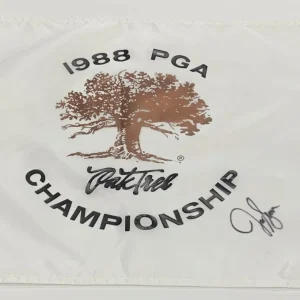 1988 PGA
®
Oak Tree
CHAMPIONSHIP